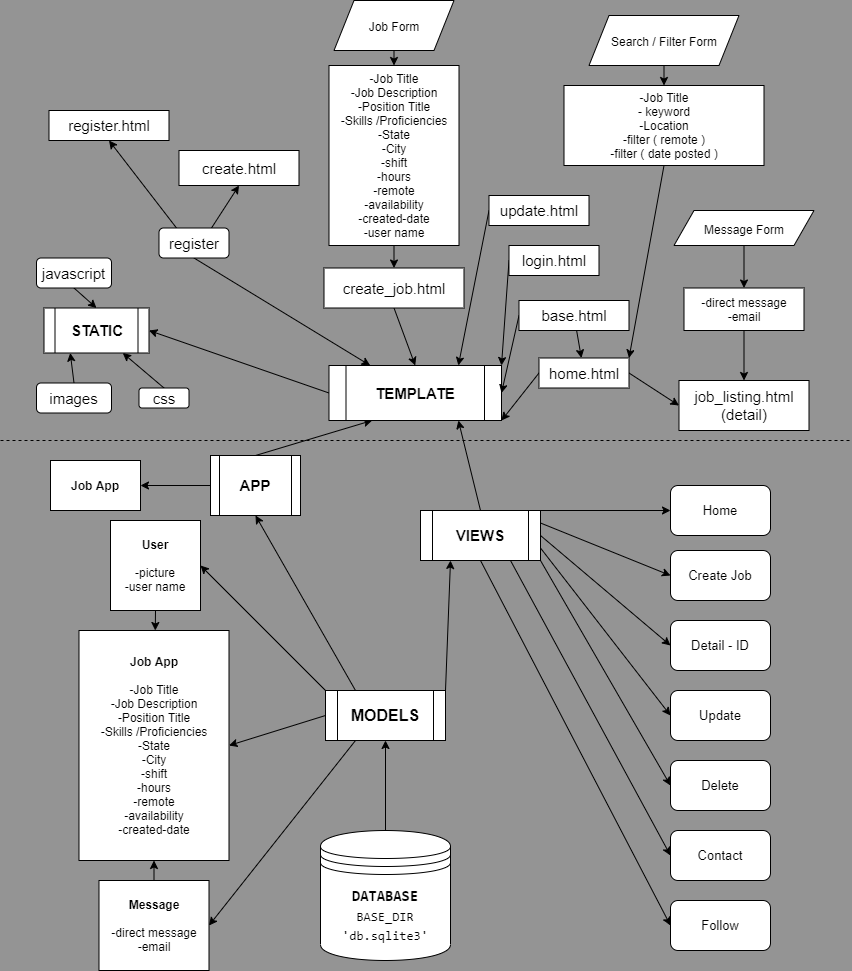 Job Form
-Job Title
-Job Description
-Position Title
-Skills /Proficiencies
-State
-City
-shift
-hours
-remote
-availability
-created-date
-user name
create_job.html
Search / Filter Form
-Job Title
- keyword
-Location
-filter ( remote )
-filter ( date posted )
register.html
create.html
register
update.html
login.html
base.html
home.html
Message Form
-direct message
-email
job_listing.html
(detail)
javascript
STATIC
images
css
TEMPLATE
Job App
APP
VIEWS
Home
Create Job
Detail - ID
Update
Delete
Contact
Follow
User
-picture
-user name
Job App
-Job Title
-Job Description
-Position Title
-Skills /Proficiencies
-State
-City
-shift
-hours
-remote
-availability
-created-date
MODELS
Message
-direct message
-email
DATABASE
BASE_DIR
'db.sqlite3'